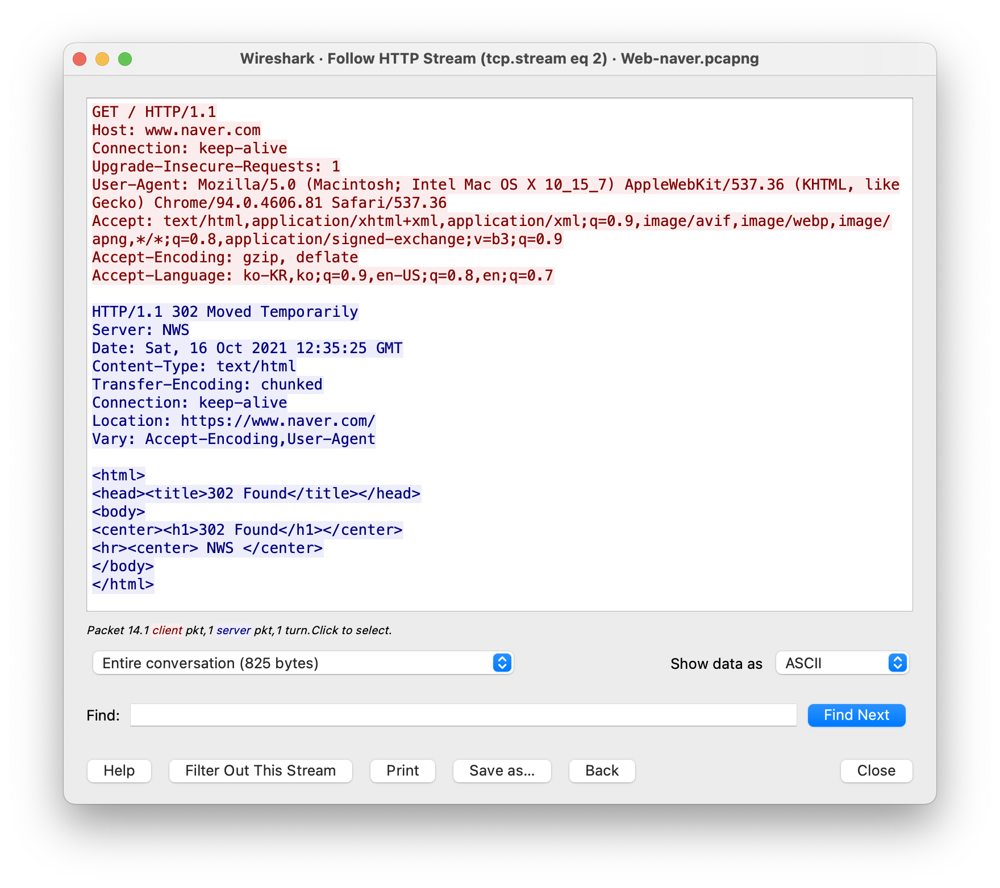 Wireshark · Follow HTTP Stream (tcp.stream eq 2) · Web-naver.pcapng
GET / HTTP/1.1
Host: www.naver.com
Connection: keep-alive
Upgrade-Insecure-Requests: 1
User-Agent: Mozilla/5.0 (Macintosh; Intel Mac OS X 10_15_7) AppleWebKit/537.36 (KHTML, like
Gecko) Chrome/94.0.4606.81 Safari/537.36
Accept: text/html,application/xhtml+xml,application/xml;q=0.9,image/avif,image/webp,image/
apng,*/*;q=0.8,application/signed-exchange;v=b3;q=0.9
Accept-Encoding: gzip, deflate
Accept-Language: ko-KR,ko;q=0.9,en-US;q=0.8,en;q=0.7
HTTP/1.1 302 Moved Temporarily
Server: NWS
Date: Sat, 16 Oct 2021 12:35:25 GMT
Content-Type: text/html
Transfer-Encoding: chunked
Connection: keep-alive
Location: https://www.naver.com/
Vary: Accept-Encoding,User-Agent
<html>
<head><title>302 Found</title></head>
<body>
<center><h1>302 Found</h1></center>
<hr><center> NWS </center>
</body>
</html>
Packet 14.1 client pkt,1 server pkt,1 turn.Click to select.
Entire conversation (825 bytes) Show data as ASCII
Find: Find Next
Help Filter Out This Stream Print Save as... Back Close